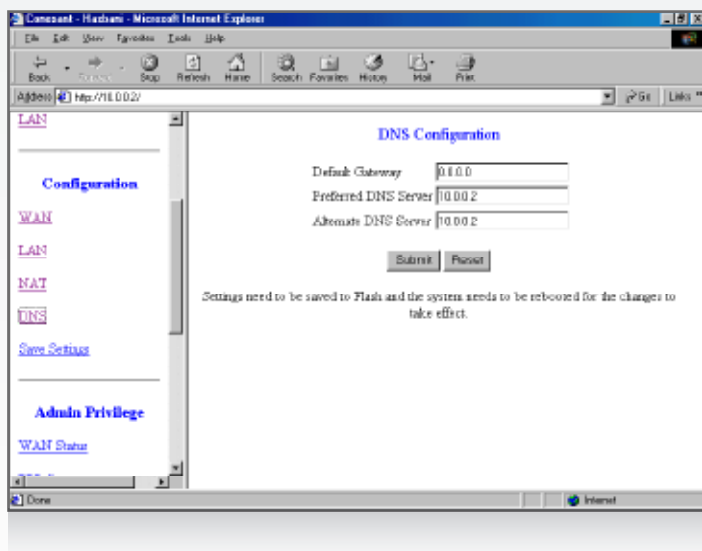 Conexant - Hasbani - Microsoft Internet Explorer
File Edit View Favorites Tools Help
Back Forward Stop Refresh Home Search Favorites History Mail Print
Address http://10.0.0.2/ Go Links
LAN
Configuration
WAN
LAN
NAT
DNS
Save Settings
Admin Privilege
WAN Status
DNS Configuration
Default Gateway 0.0.0.0
Preferred DNS Server 10.0.0.2
Alternate DNS Server 10.0.0.2
Submit Reset
Settings need to be saved to Flash and the system needs to be rebooted for the changes to
take effect.
Done Internet